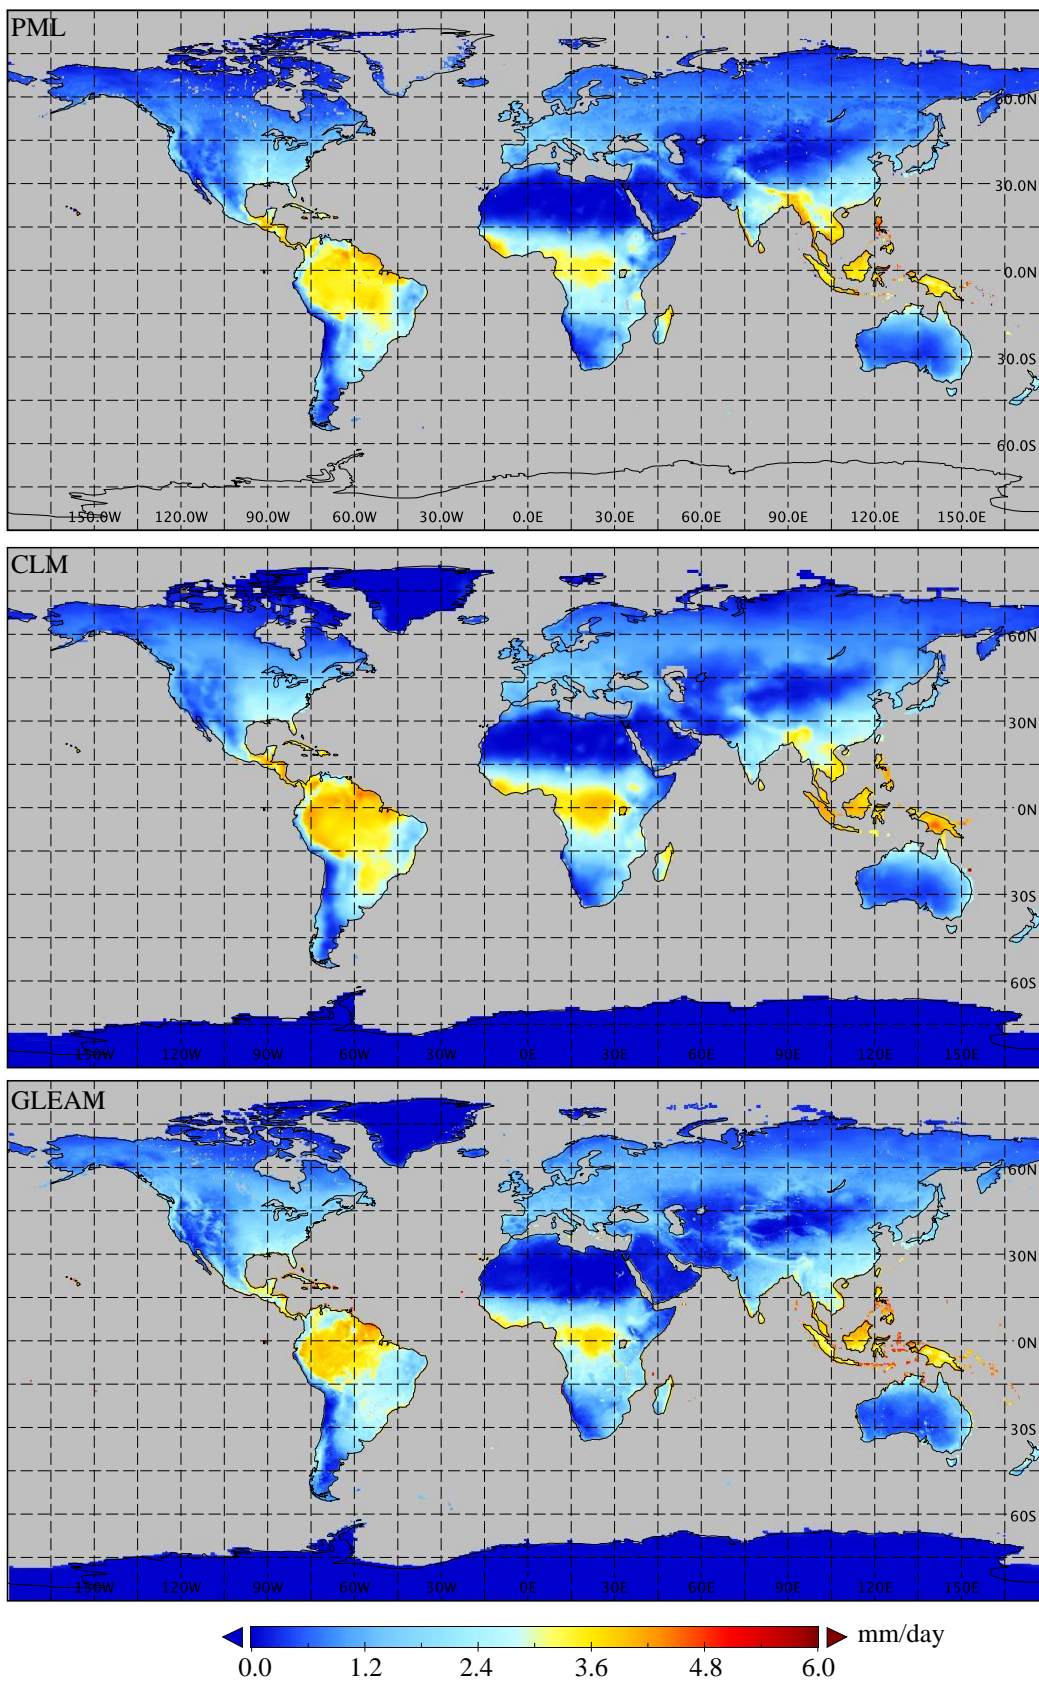 PML
60.0N
30.0N
0.0N
30.0S
60.0S
150.0W 120.0W 90.0W 60.0W 30.0W 0.0E 30.0E 60.0E 90.0E 120.0E 150.0E
CLM
60N
30N
0N
30S
60S
150W 120W 90W 60W 30W 0E 30E 60E 90E 120E 150E
GLEAM
60N
30N
0N
30S
60S
150W 120W 90W 60W 30W 0E 30E 60E 90E 120E 150E
mm/day
0.0 1.2 2.4 3.6 4.8 6.0